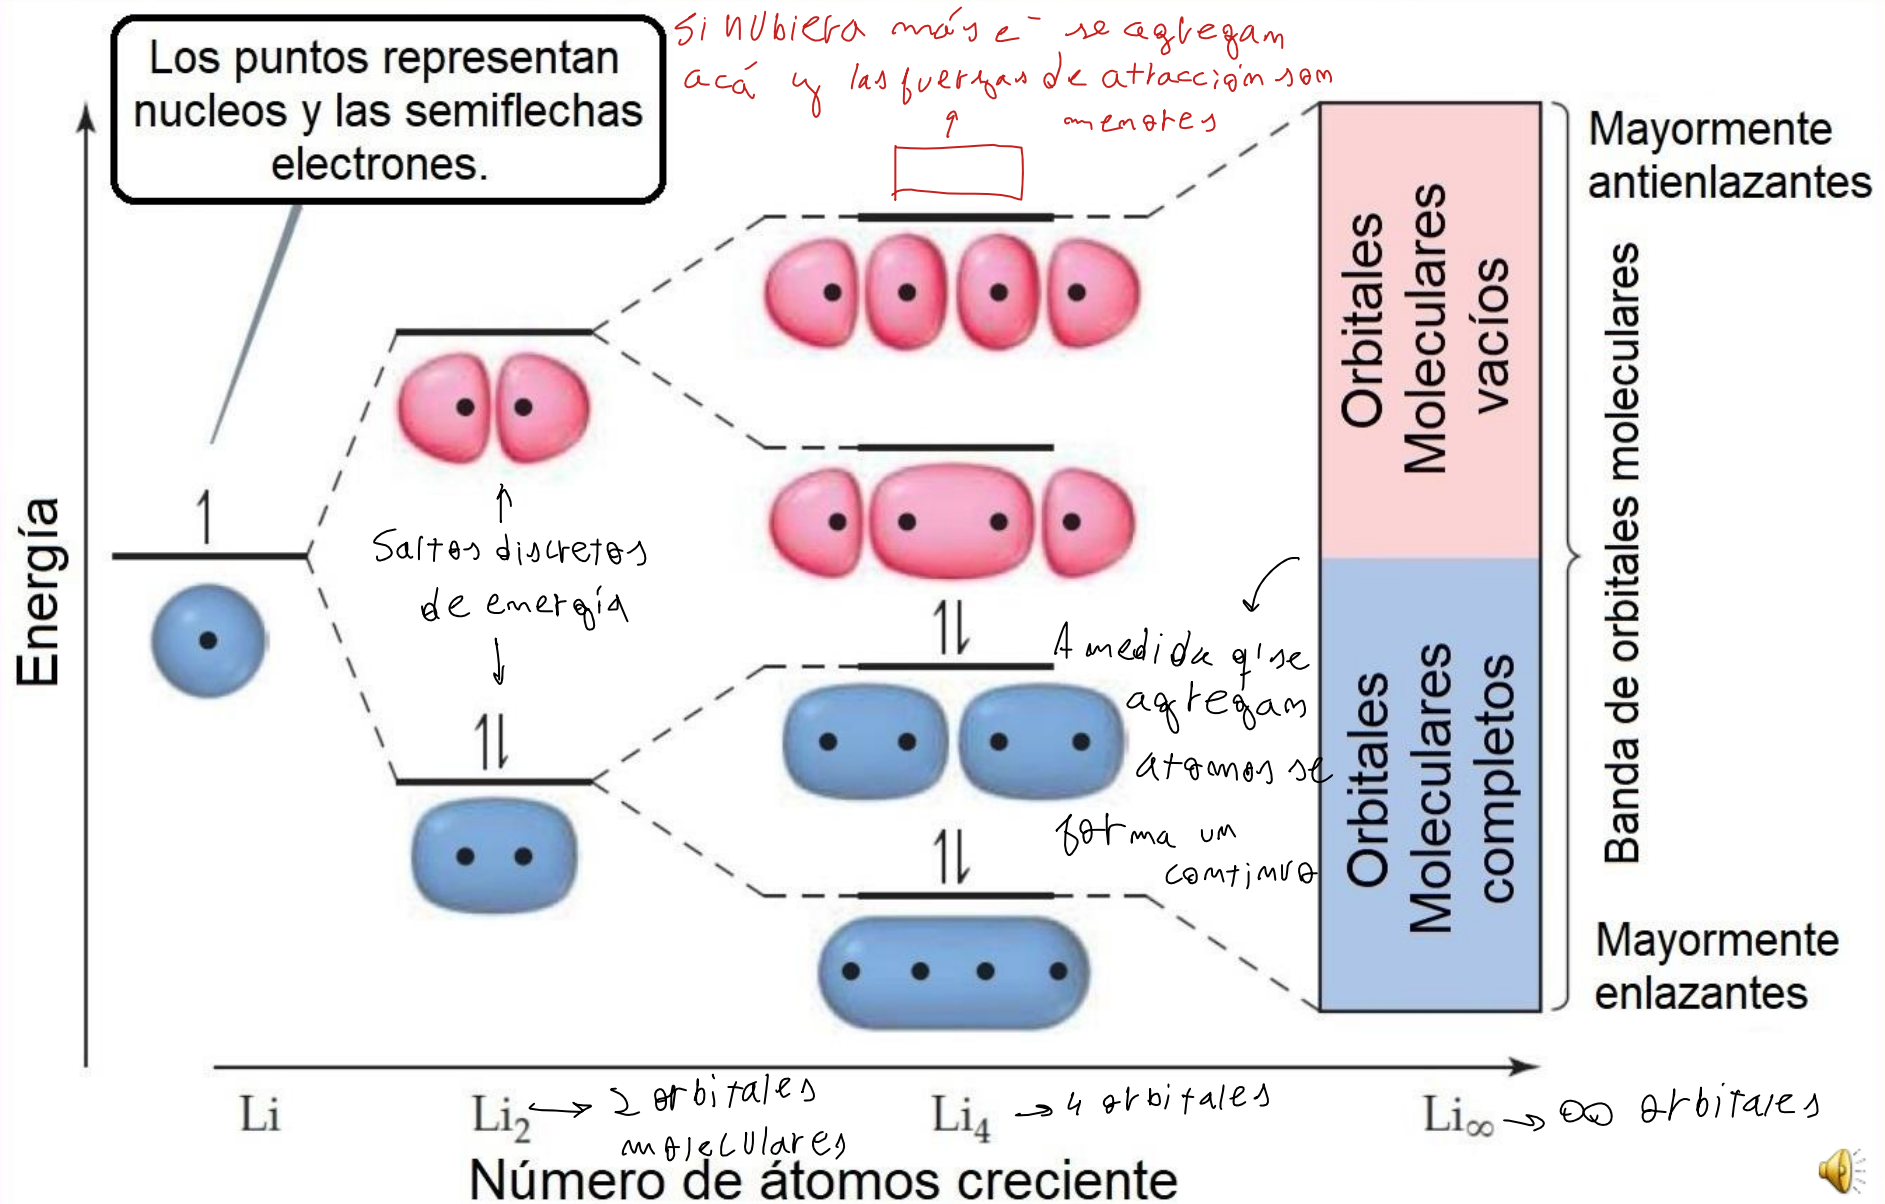 Los puntos representan
nucleos y las semiflechas
electrones.
Si hubiera más e⁻ se agregan
acá y las fuerzas de attacción son
menores
Mayormente
antienlazantes
Orbitales
Moleculares
vacíos
Banda de orbitales moleculares
Energía
Saltos discretos
de energía
A medida q' se
agregan
atomos se
forma un
continuo
Orbitales
Moleculares
completos
Mayormente
enlazantes
Li
Li₂ → 2 orbitales
moleculares
Li₄ → 4 orbitales
Li∞ → ∞ orbitales
Número de átomos creciente